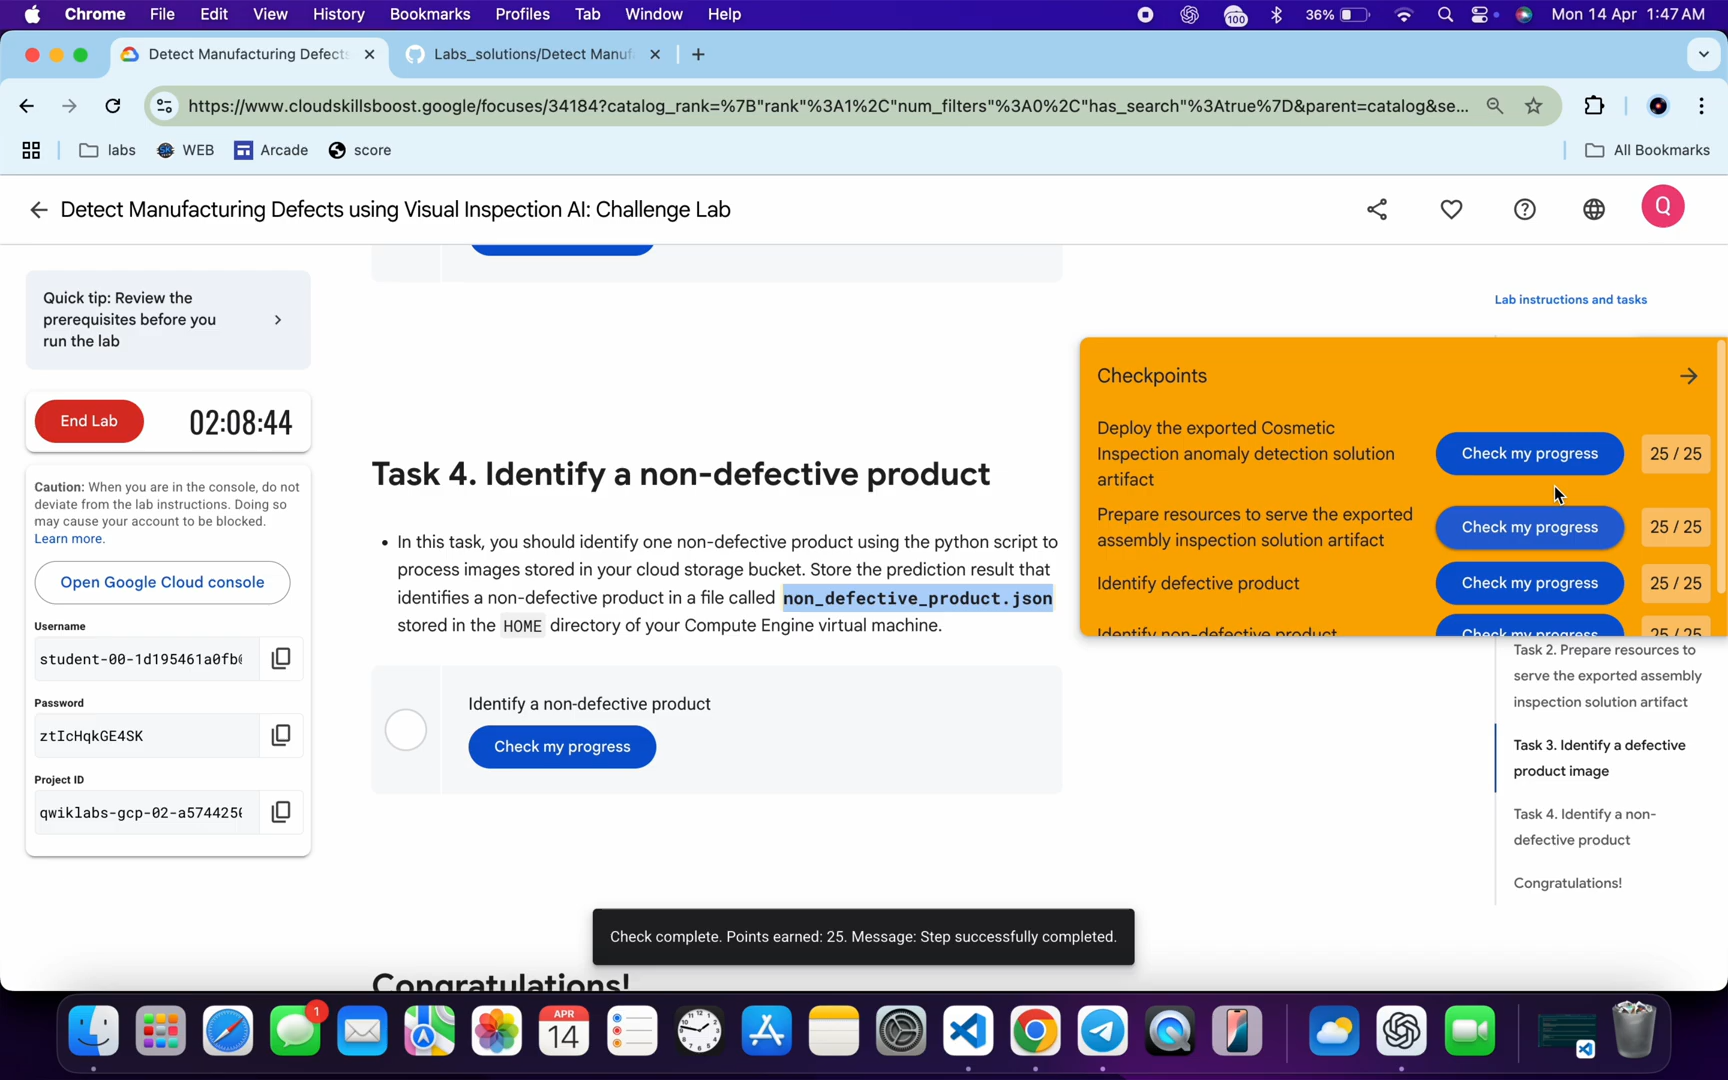 Chrome File Edit View History Bookmarks Profiles Tab Window Help 100 36% Mon 14 Apr 1:47 AM
Detect Manufacturing Defects Labs_solutions/Detect Manuf
https://www.cloudskillsboost.google/focuses/34184?catalog_rank=%7B"rank"%3A1%2C"num_filters"%3A0%2C"has_search"%3Atrue%7D&parent=catalog&se...
labs WEB Arcade score All Bookmarks
Detect Manufacturing Defects using Visual Inspection AI: Challenge Lab Q
Quick tip: Review the
prerequisites before you
run the lab
End Lab 02:08:44
Caution: When you are in the console, do not
deviate from the lab instructions. Doing so
may cause your account to be blocked.
Learn more.
Open Google Cloud console
Username
student-00-1d195461a0fb
Password
ztIcHqkGE4SK
Project ID
qwiklabs-gcp-02-a574425
Task 4. Identify a non-defective product
• In this task, you should identify one non-defective product using the python script to
process images stored in your cloud storage bucket. Store the prediction result that
identifies a non-defective product in a file called non_defective_product.json
stored in the HOME directory of your Compute Engine virtual machine.
Identify a non-defective product
Check my progress
Congratulations!
Lab instructions and tasks
Checkpoints
Deploy the exported Cosmetic
Inspection anomaly detection solution
artifact
Check my progress 25 / 25
Prepare resources to serve the exported
assembly inspection solution artifact
Check my progress 25 / 25
Identify defective product Check my progress 25 / 25
Identify non-defective product Check my progress 25 / 25
Task 2. Prepare resources to
serve the exported assembly
inspection solution artifact
Task 3. Identify a defective
product image
Task 4. Identify a non-
defective product
Congratulations!
Check complete. Points earned: 25. Message: Step successfully completed.
1
APR
14